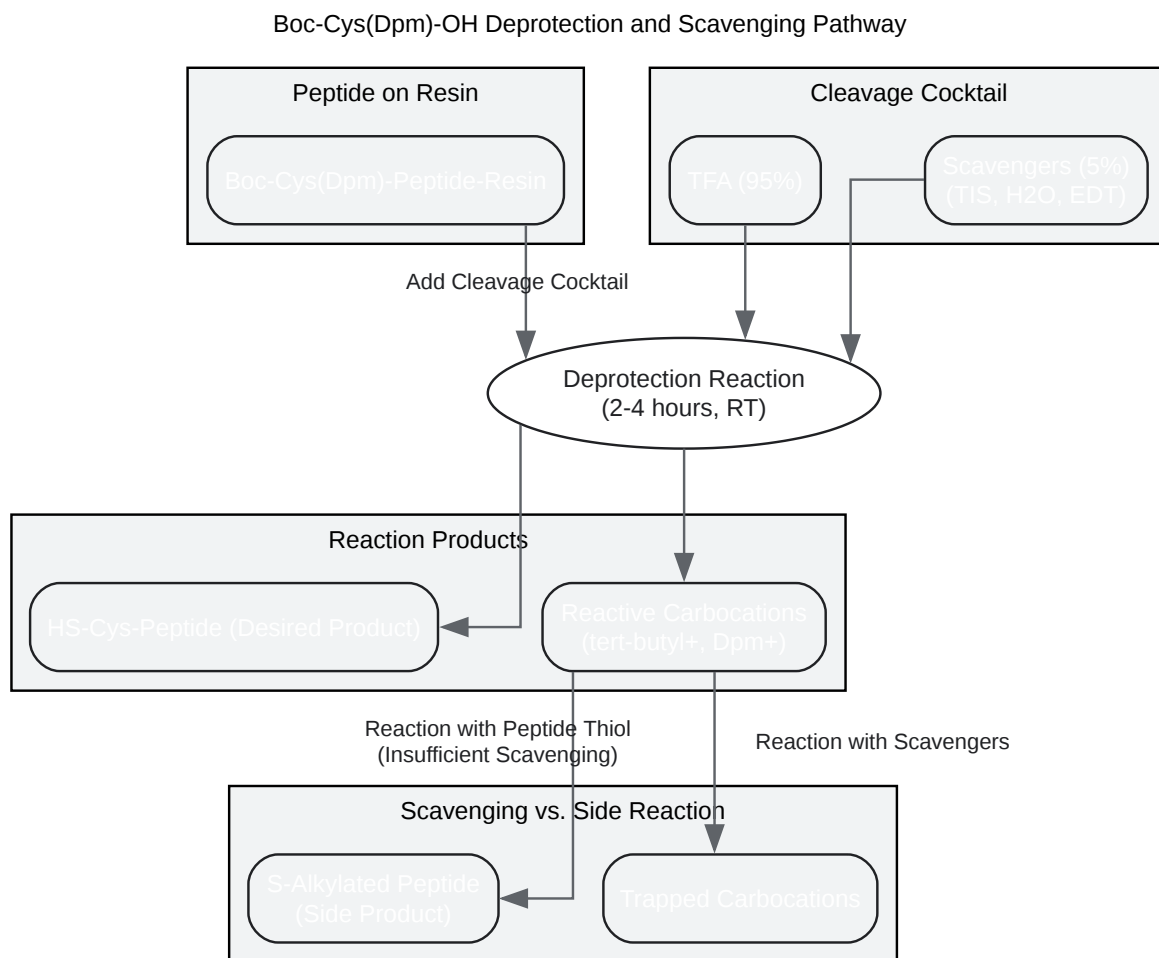 Boc-Cys(Dpm)-OH Deprotection and Scavenging Pathway
Peptide on Resin
Cleavage Cocktail
Boc-Cys(Dpm)-Peptide-Resin
TFA (95%)
Scavengers (5%)
(TIS, H2O, EDT)
Add Cleavage Cocktail
Deprotection Reaction
(2-4 hours, RT)
Reaction Products
HS-Cys-Peptide (Desired Product)
Reactive Carbocations
(tert-butyl+, Dpm+)
Reaction with Peptide Thiol
(Insufficient Scavenging)
Reaction with Scavengers
Scavenging vs. Side Reaction
S-Alkylated Peptide
(Side Product)
Trapped Carbocations